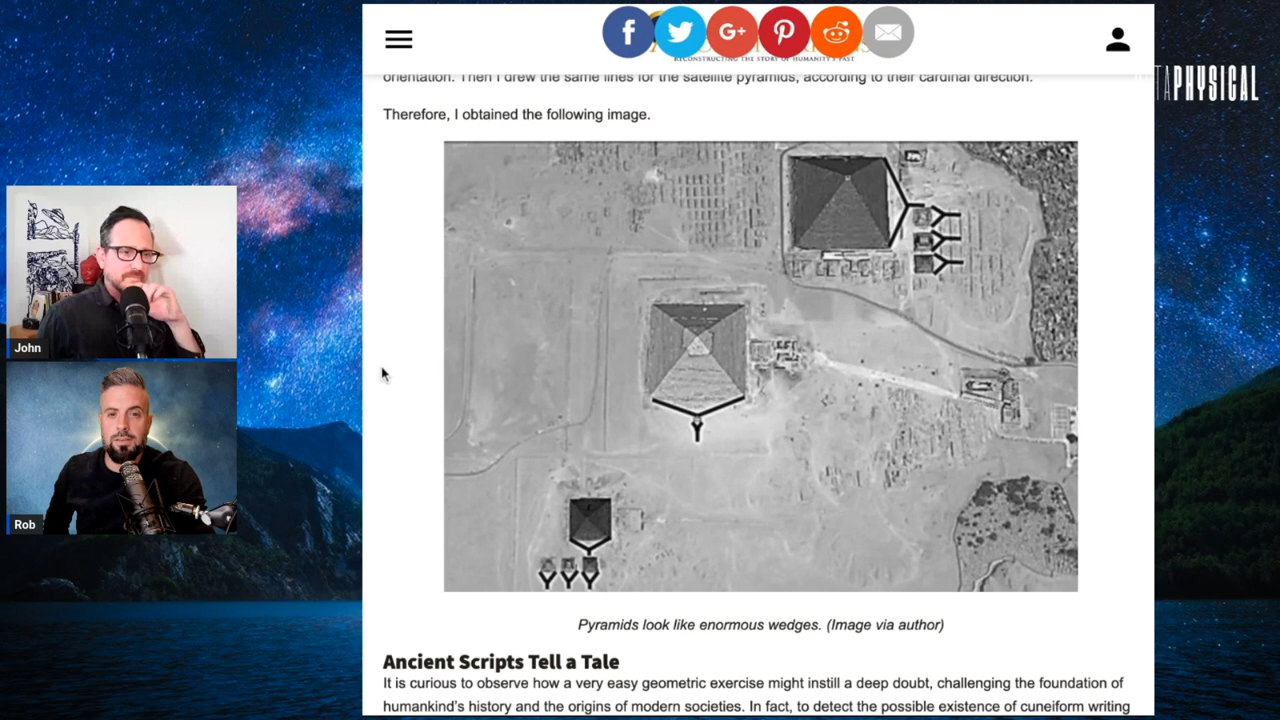 RECONSTRUCTING THE STORY OF HUMANITY'S PAST
orientation. Then I drew the same lines for the satellite pyramids, according to their cardinal direction.
PHYSICAL
Therefore, I obtained the following image.
John
Rob
Pyramids look like enormous wedges. (Image via author)
Ancient Scripts Tell a Tale
It is curious to observe how a very easy geometric exercise might instill a deep doubt, challenging the foundation of
humankind's history and the origins of modern societies. In fact, to detect the possible existence of cuneiform writing